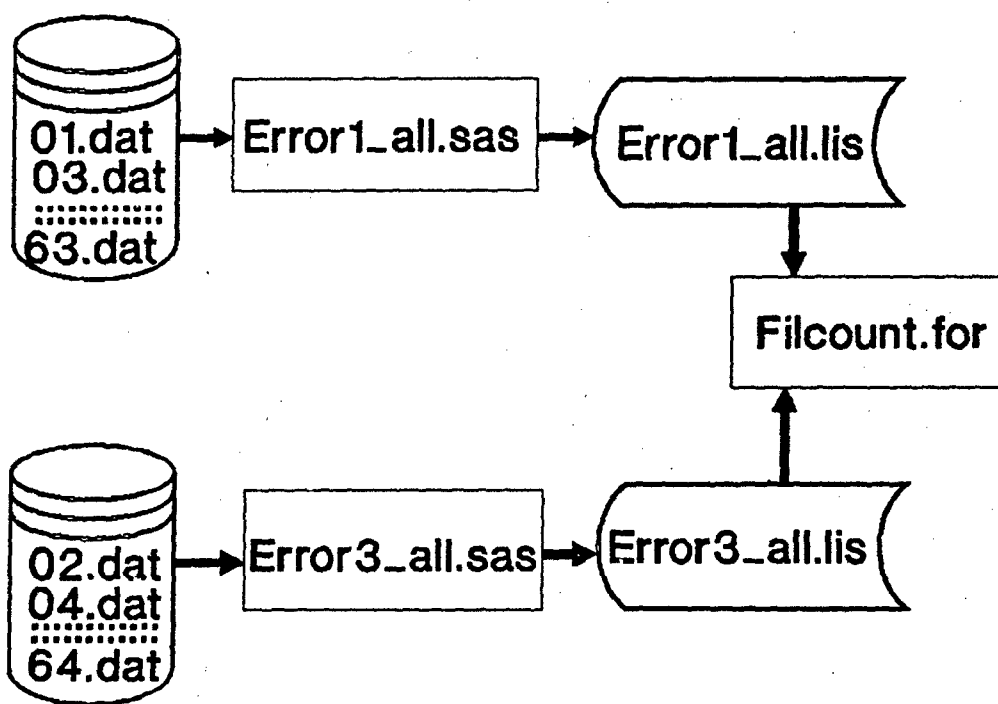 01.dat
03.dat
63.dat
Error1_all.sas
Error1_all.lis
Filcount.for
02.dat
04.dat
64.dat
Error3_all.sas
Error3_all.lis